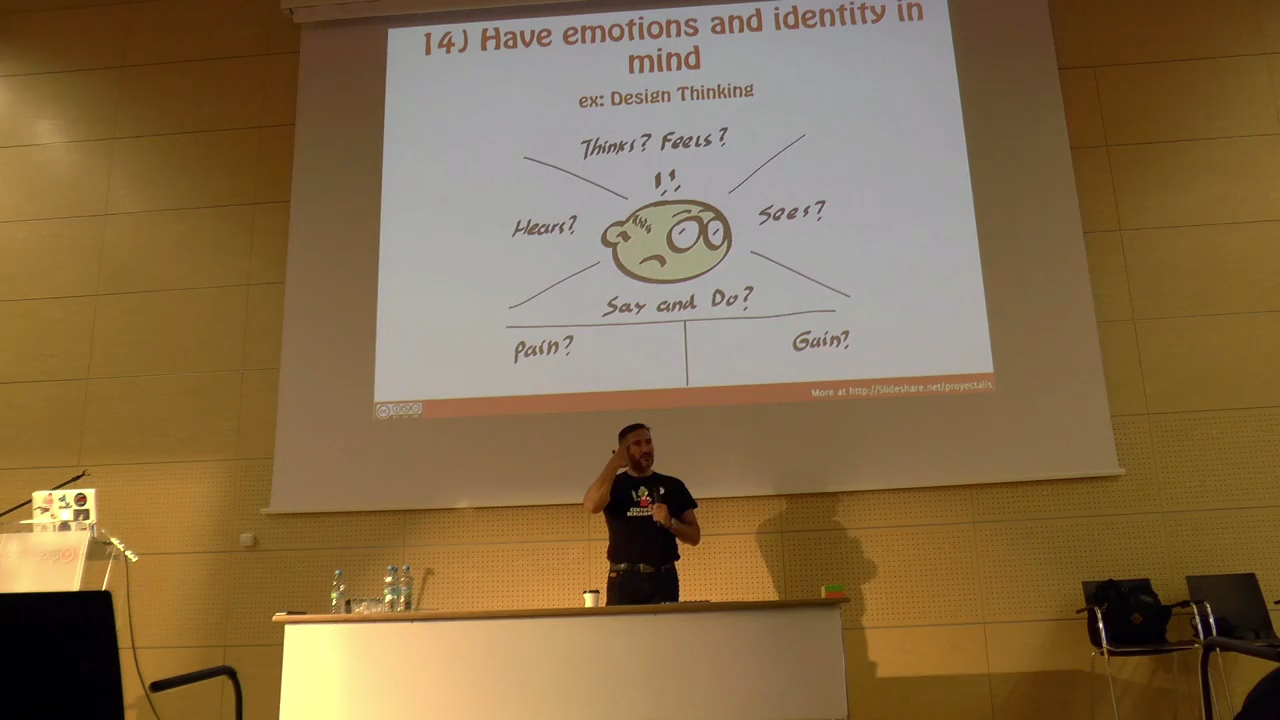 14) Have emotions and identity in
mind
ex: Design Thinking
Thinks? Feels?
Hears?
Sees?
Say and Do?
Pain?
Gain?
More at http://slideshare.net/proyectalis